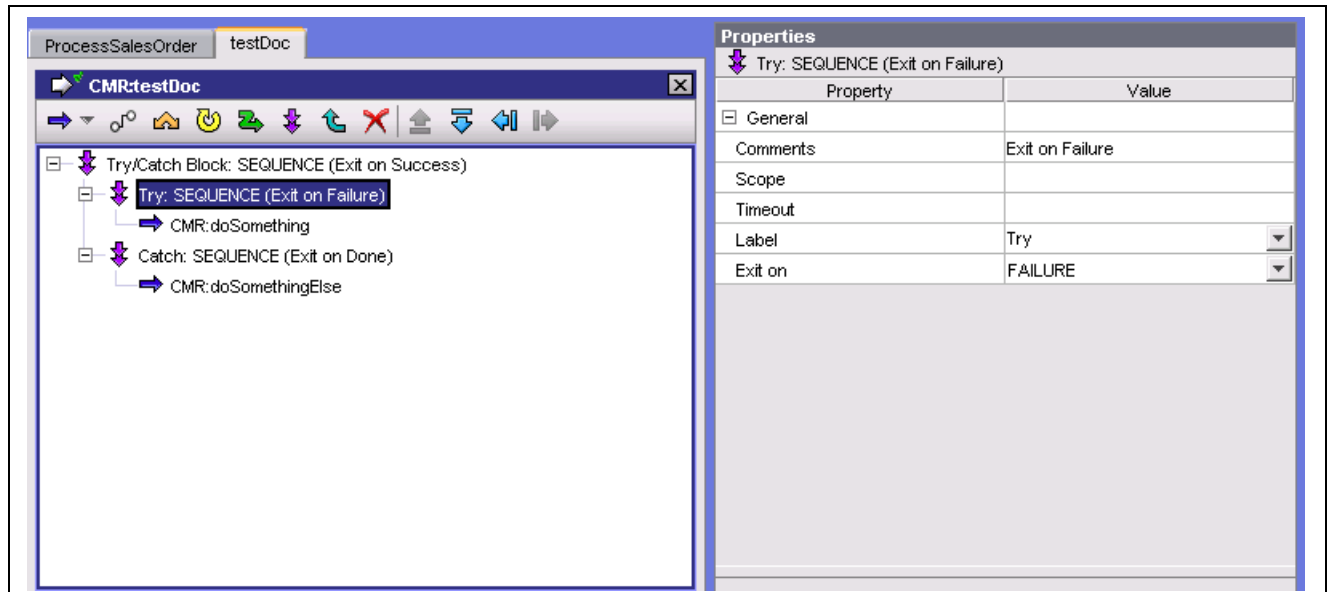 ProcessSalesOrder testDoc
CMR:testDoc
Try/Catch Block: SEQUENCE (Exit on Success)
Try: SEQUENCE (Exit on Failure)
CMR:doSomething
Catch: SEQUENCE (Exit on Done)
CMR:doSomethingElse
Properties
Try: SEQUENCE (Exit on Failure)
Property Value
General
Comments Exit on Failure
Scope
Timeout
Label Try
Exit on FAILURE